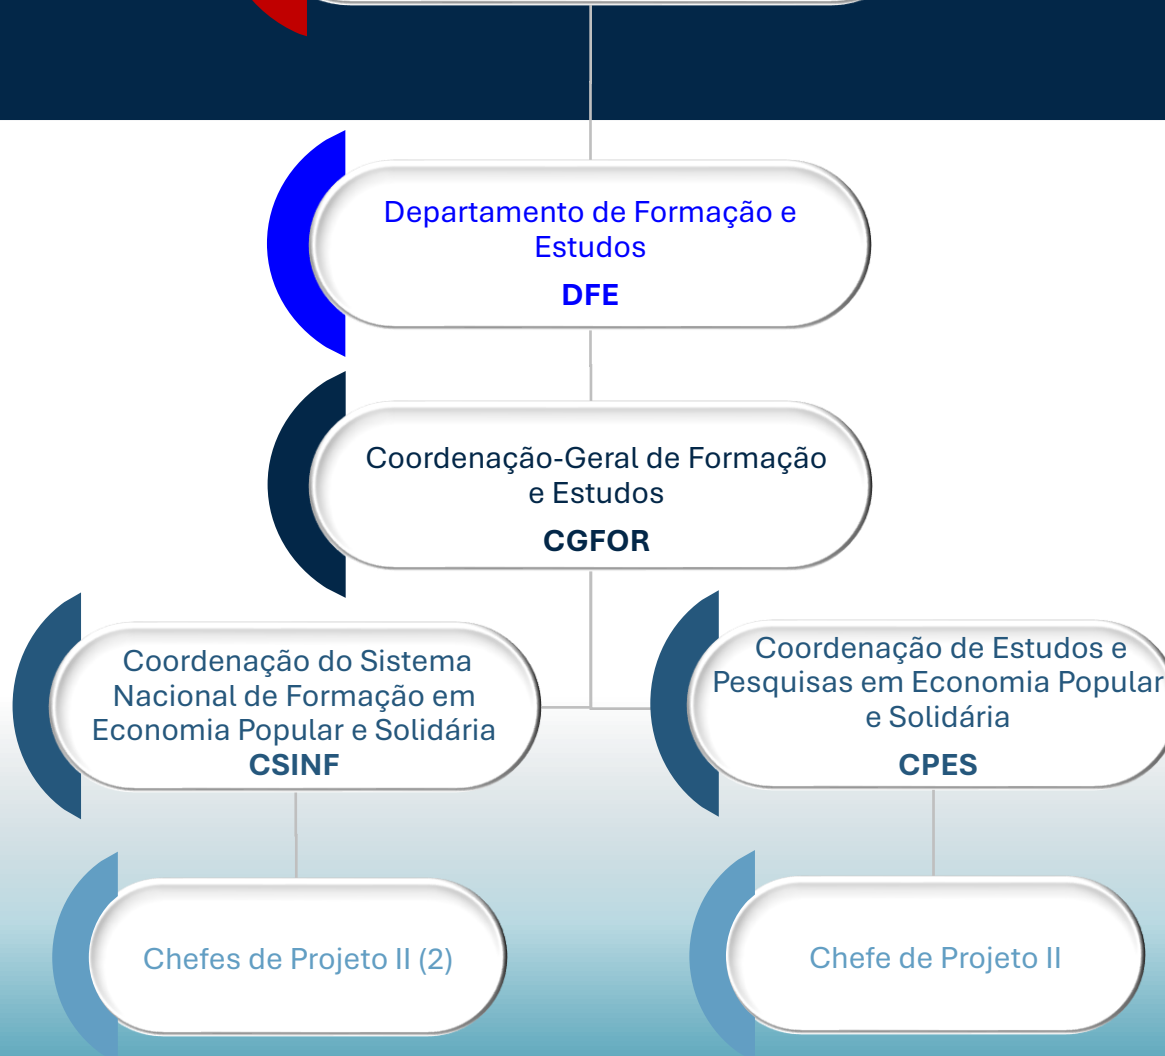 Departamento de Formação e
Estudos
DFE
Coordenação-Geral de Formação
e Estudos
CGFOR
Coordenação do Sistema
Nacional de Formação em
Economia Popular e Solidária
CSINF
Coordenação de Estudos e
Pesquisas em Economia Popular
e Solidária
CPES
Chefes de Projeto II (2)
Chefe de Projeto II